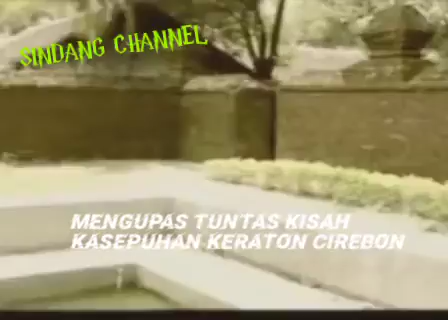 SINDANG CHANNEL
MENGUPAS TUNTAS KISAH
KASEPUHAN KERATON CIREBON